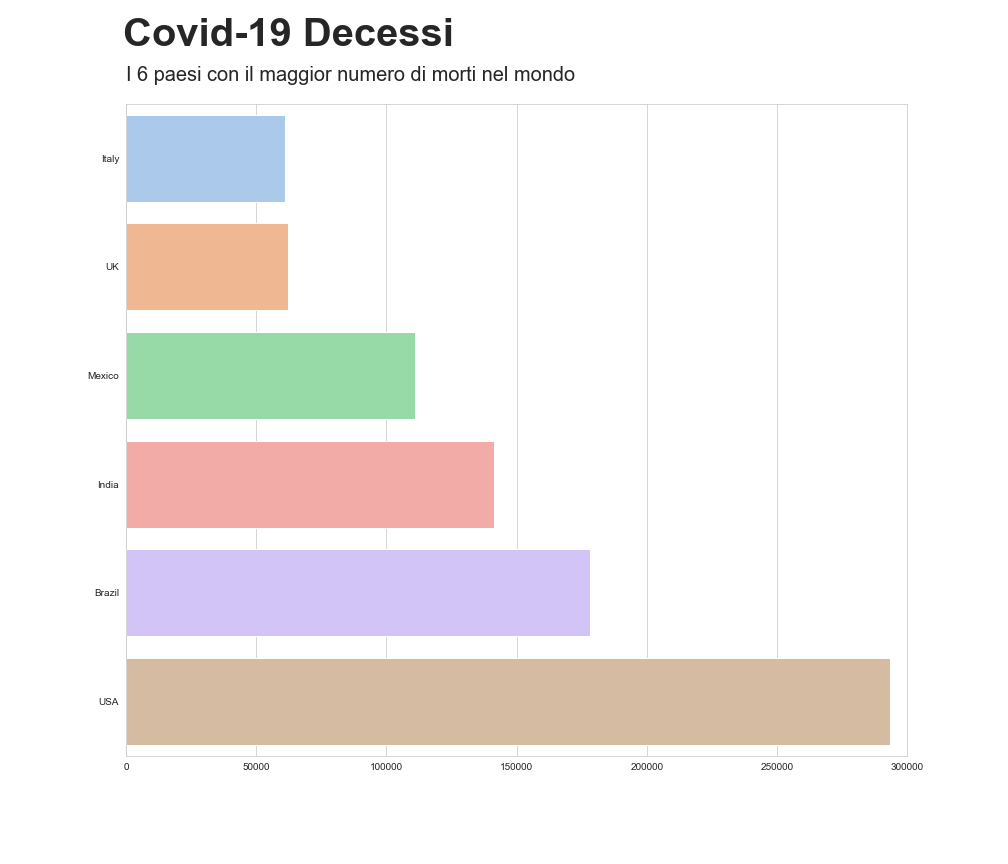 Covid-19 Decessi
I 6 paesi con il maggior numero di morti nel mondo
Italy
UK
Mexico
India
Brazil
USA
0 50000 100000 150000 200000 250000 300000